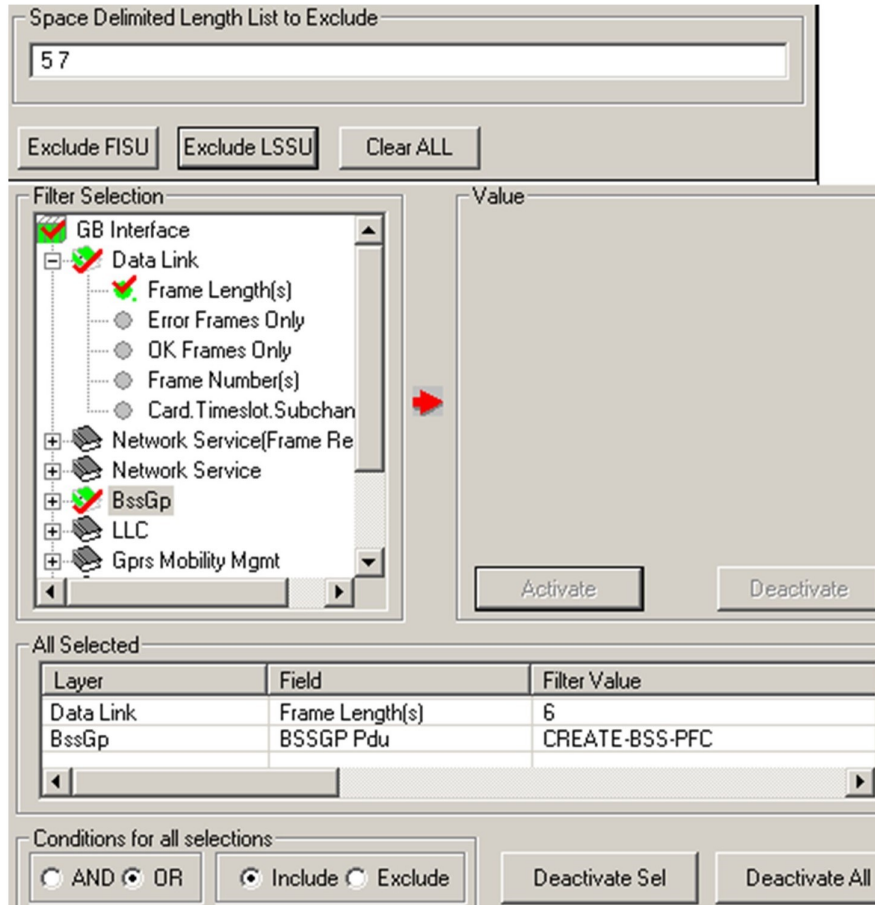 Space Delimited Length List to Exclude
5 7
Exclude FISU Exclude LSSU Clear ALL
Filter Selection
GB Interface
Data Link
Frame Length(s)
Error Frames Only
OK Frames Only
Frame Number(s)
Card.Timeslot.Subchan
Network Service(Frame Re
Network Service
BssGp
LLC
Gprs Mobility Mgmt
Value
Activate Deactivate
All Selected
Layer Field Filter Value
Data Link Frame Length(s) 6
BssGp BSSGP Pdu CREATE-BSS-PFC
Conditions for all selections
AND OR Include Exclude Deactivate Sel Deactivate All